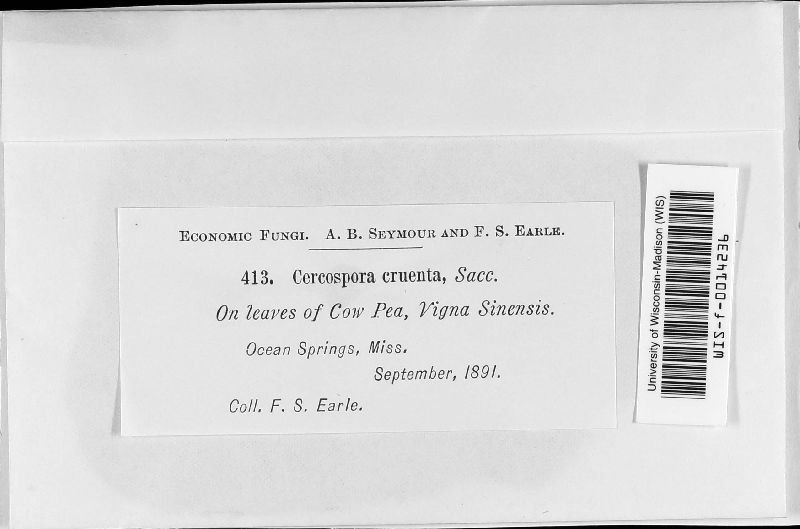 Economic Fungi. A. B. Seymour and F. S. Earle.
413. Cercospora cruenta, Sacc.
On leaves of Cow Pea, Vigna Sinensis.
Ocean Springs, Miss.
September, 1891.
Coll. F. S. Earle.
University of Wisconsin-Madison (WIS)
WIS-f-0014239